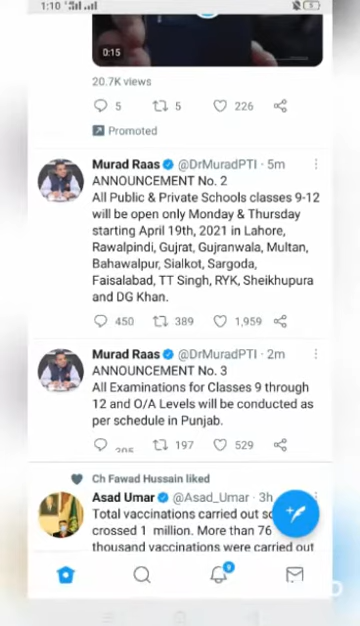 1:10
0:15
20.7K views
5 5 226
Promoted
Murad Raas @DrMuradPTI · 5m
ANNOUNCEMENT No. 2
All Public & Private Schools classes 9-12
will be open only Monday & Thursday
starting April 19th, 2021 in Lahore,
Rawalpindi, Gujrat, Gujranwala, Multan,
Bahawalpur, Sialkot, Sargoda,
Faisalabad, TT Singh, RYK, Sheikhupura
and DG Khan.
450 389 1,959
Murad Raas @DrMuradPTI · 2m
ANNOUNCEMENT No. 3
All Examinations for Classes 9 through
12 and O/A Levels will be conducted as
per schedule in Punjab.
197 529
Ch Fawad Hussain liked
Asad Umar @Asad_Umar · 3h
Total vaccinations carried out
crossed 1 million. More than 76
thousand vaccinations were carried out